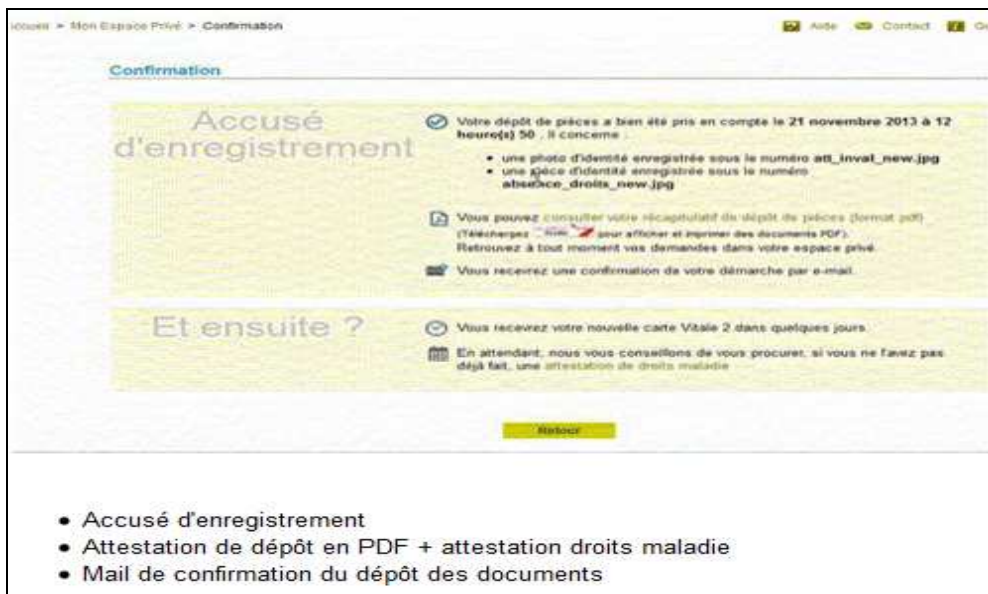 accueil > Mon Espace Privé > Confirmation
Aide Contact
Confirmation
Accusé
d'enregistrement
Votre dépôt de pièces a bien été pris en compte le 21 novembre 2013 à 12
heure(s) 50 . Il concerne :
• une photo d'identité enregistrée sous le numéro att_inval_new.jpg
• une pièce d'identité enregistrée sous le numéro
absence_droits_new.jpg
Vous pouvez consulter votre récapitulatif de dépôt de pièces (format pdf)
(Téléchargez pour afficher et imprimer des documents PDF).
Retrouvez à tout moment vos demandes dans votre espace privé.
Vous recevrez une confirmation de votre démarche par e-mail.
Et ensuite ?
Vous recevrez votre nouvelle carte Vitale 2 dans quelques jours.
En attendant, nous vous conseillons de vous procurer, si vous ne l'avez pas
déjà fait, une attestation de droits maladie
Retour
• Accusé d'enregistrement
• Attestation de dépôt en PDF + attestation droits maladie
• Mail de confirmation du dépôt des documents